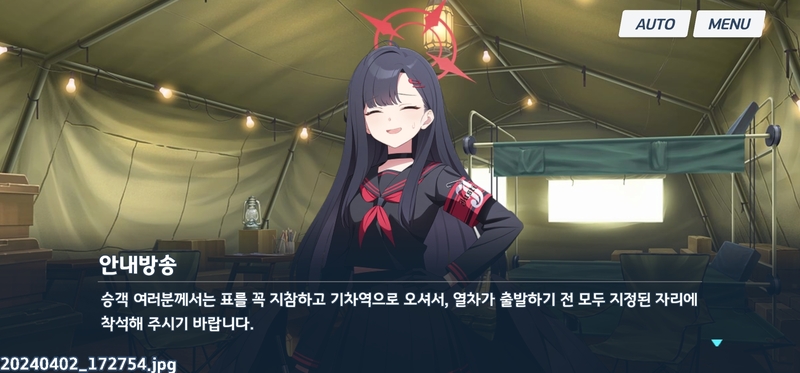 AUTO
MENU
안내방송
승객 여러분께서는 표를 꼭 지참하고 기차역으로 오셔서, 열차가 출발하기 전 모두 지정된 자리에
착석해 주시기 바랍니다.
20240402_172754.jpg